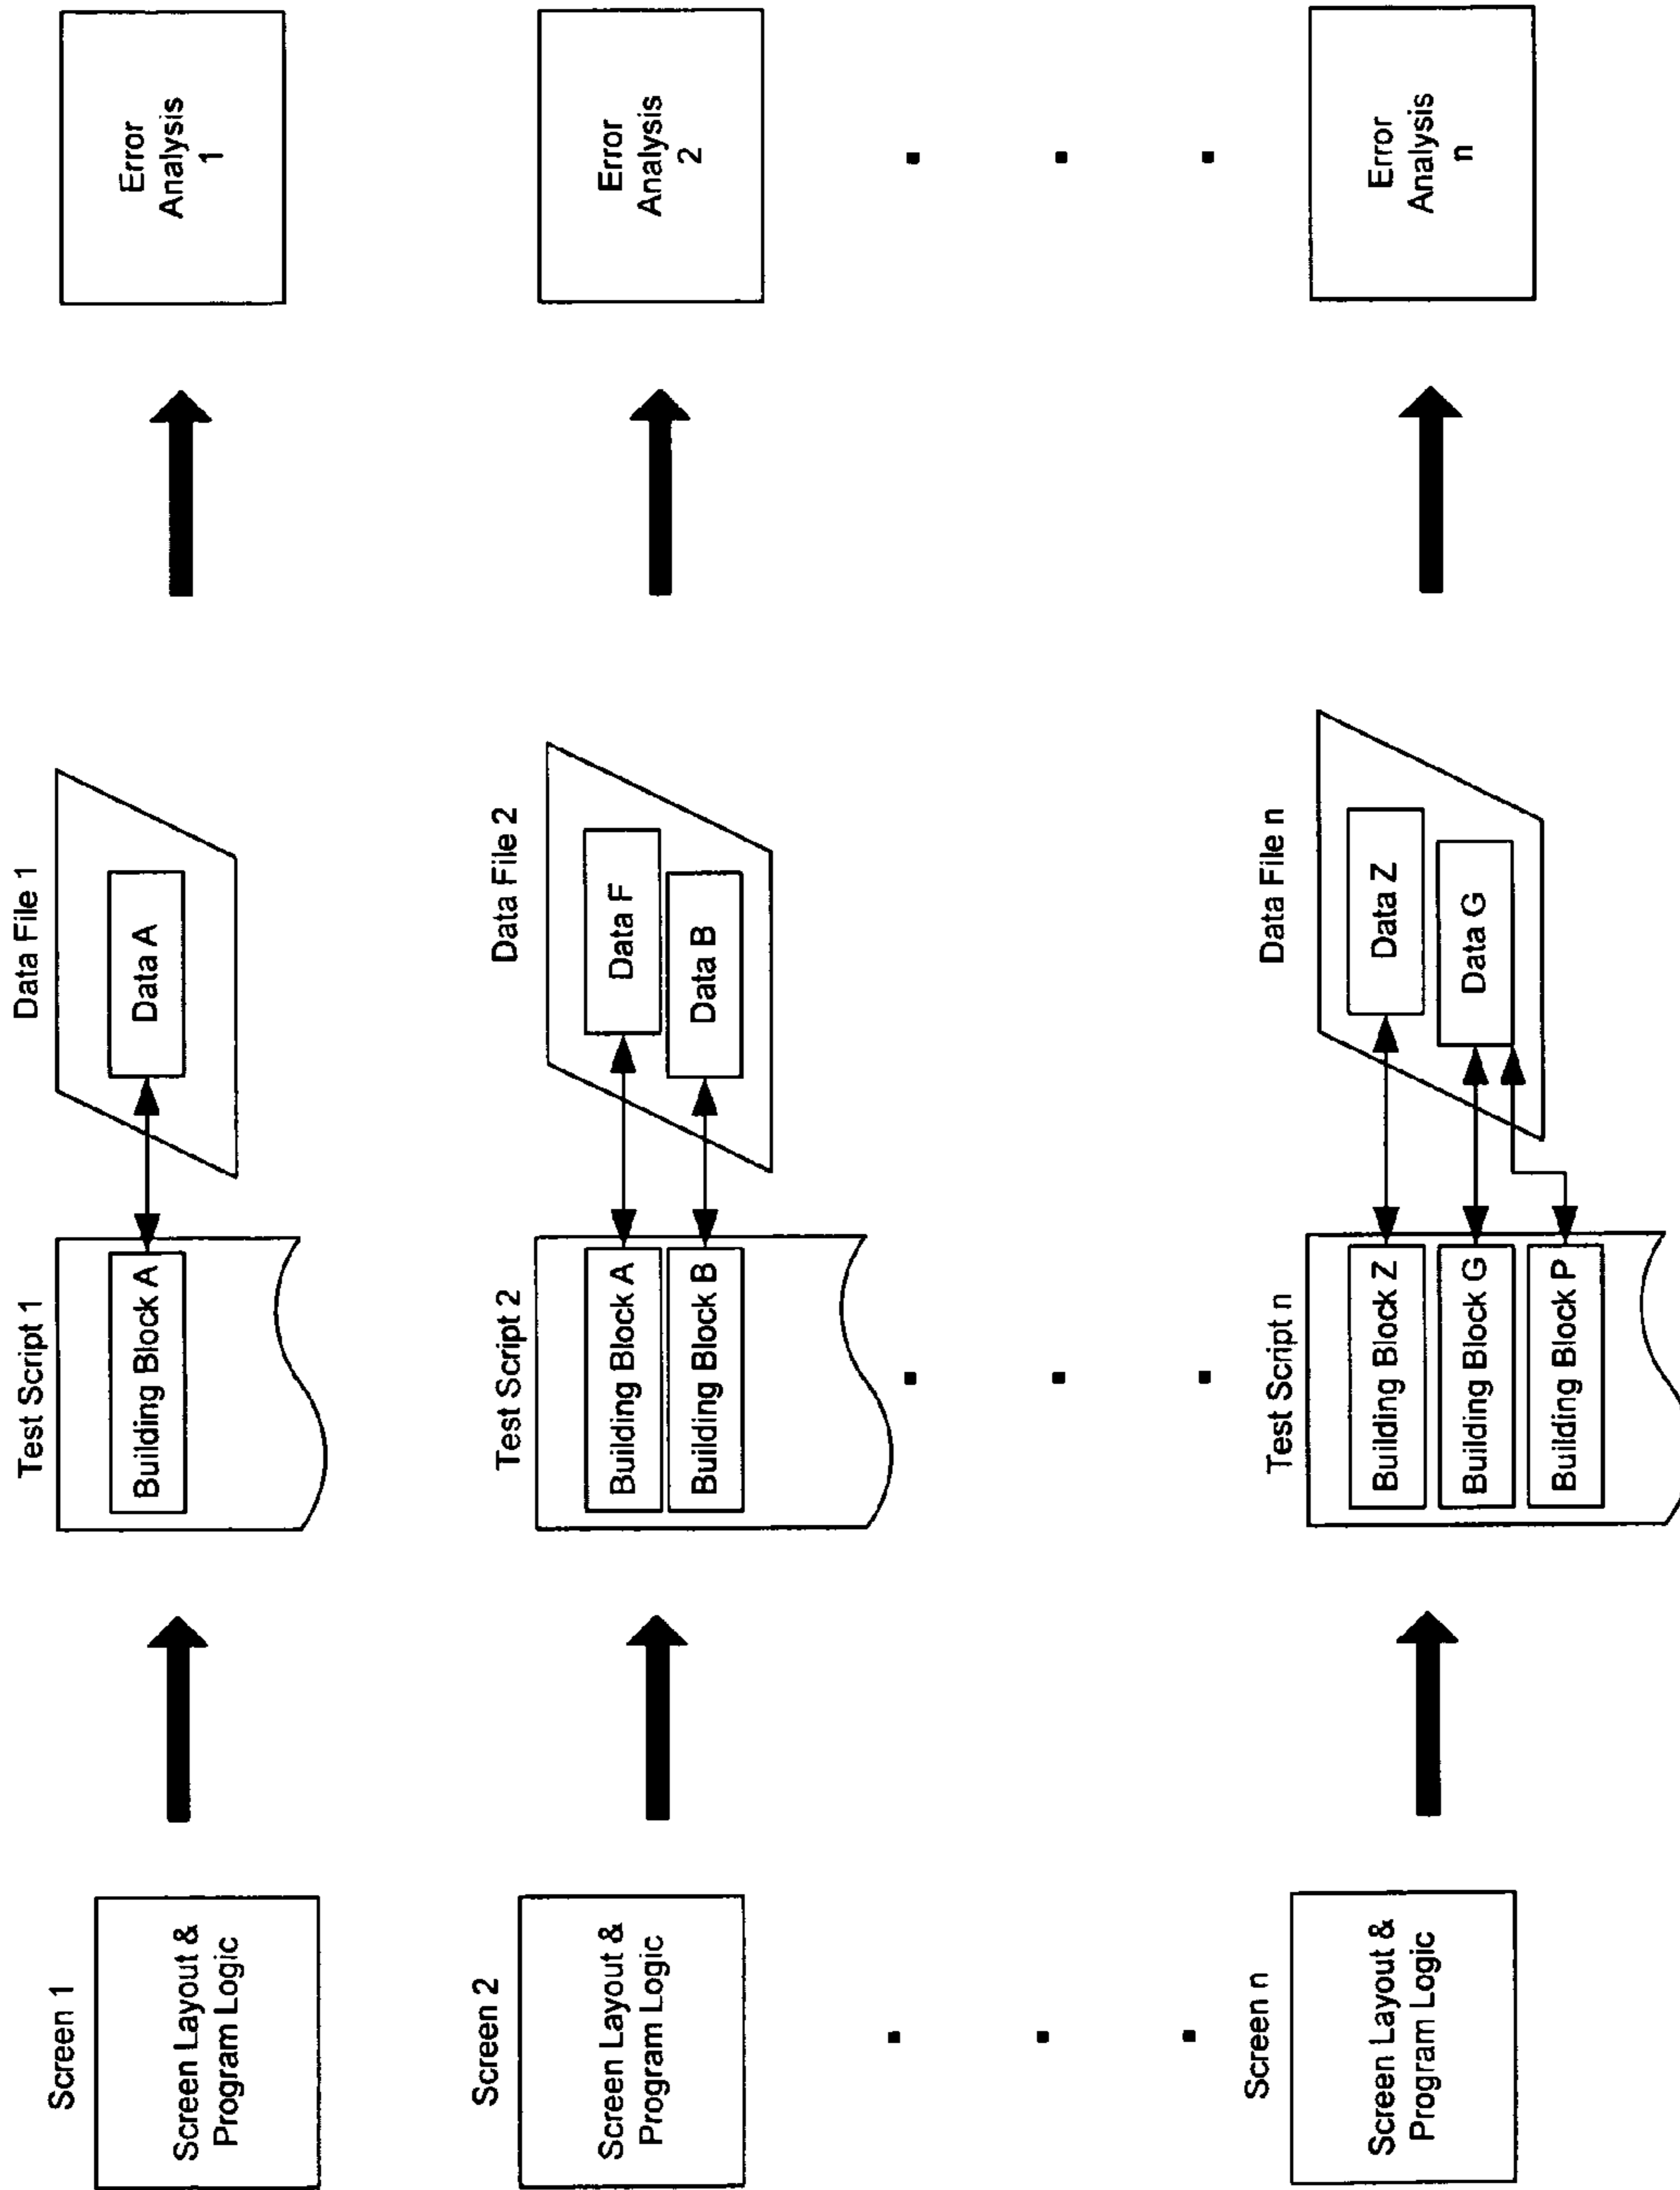 Screen 1
Screen Layout &
Program Logic
Test Script 1
Building Block A
Data File 1
Data A
Error
Analysis
1
Screen 2
Screen Layout &
Program Logic
Test Script 2
Building Block A
Building Block B
Data File 2
Data F
Data B
Error
Analysis
2
Screen n
Screen Layout &
Program Logic
Test Script n
Building Block Z
Building Block G
Building Block P
Data File n
Data Z
Data G
Error
Analysis
n